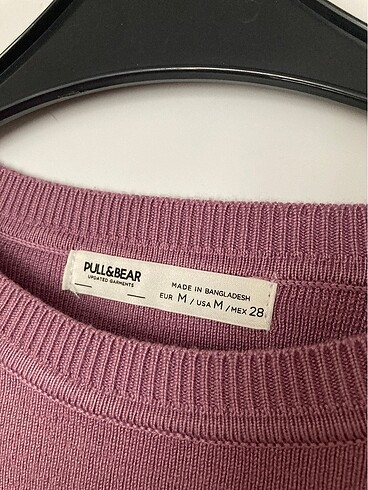 PULL&BEAR
UPDATED GARMENTS
MADE IN BANGLADESH
EUR M / USA M / MEX 28